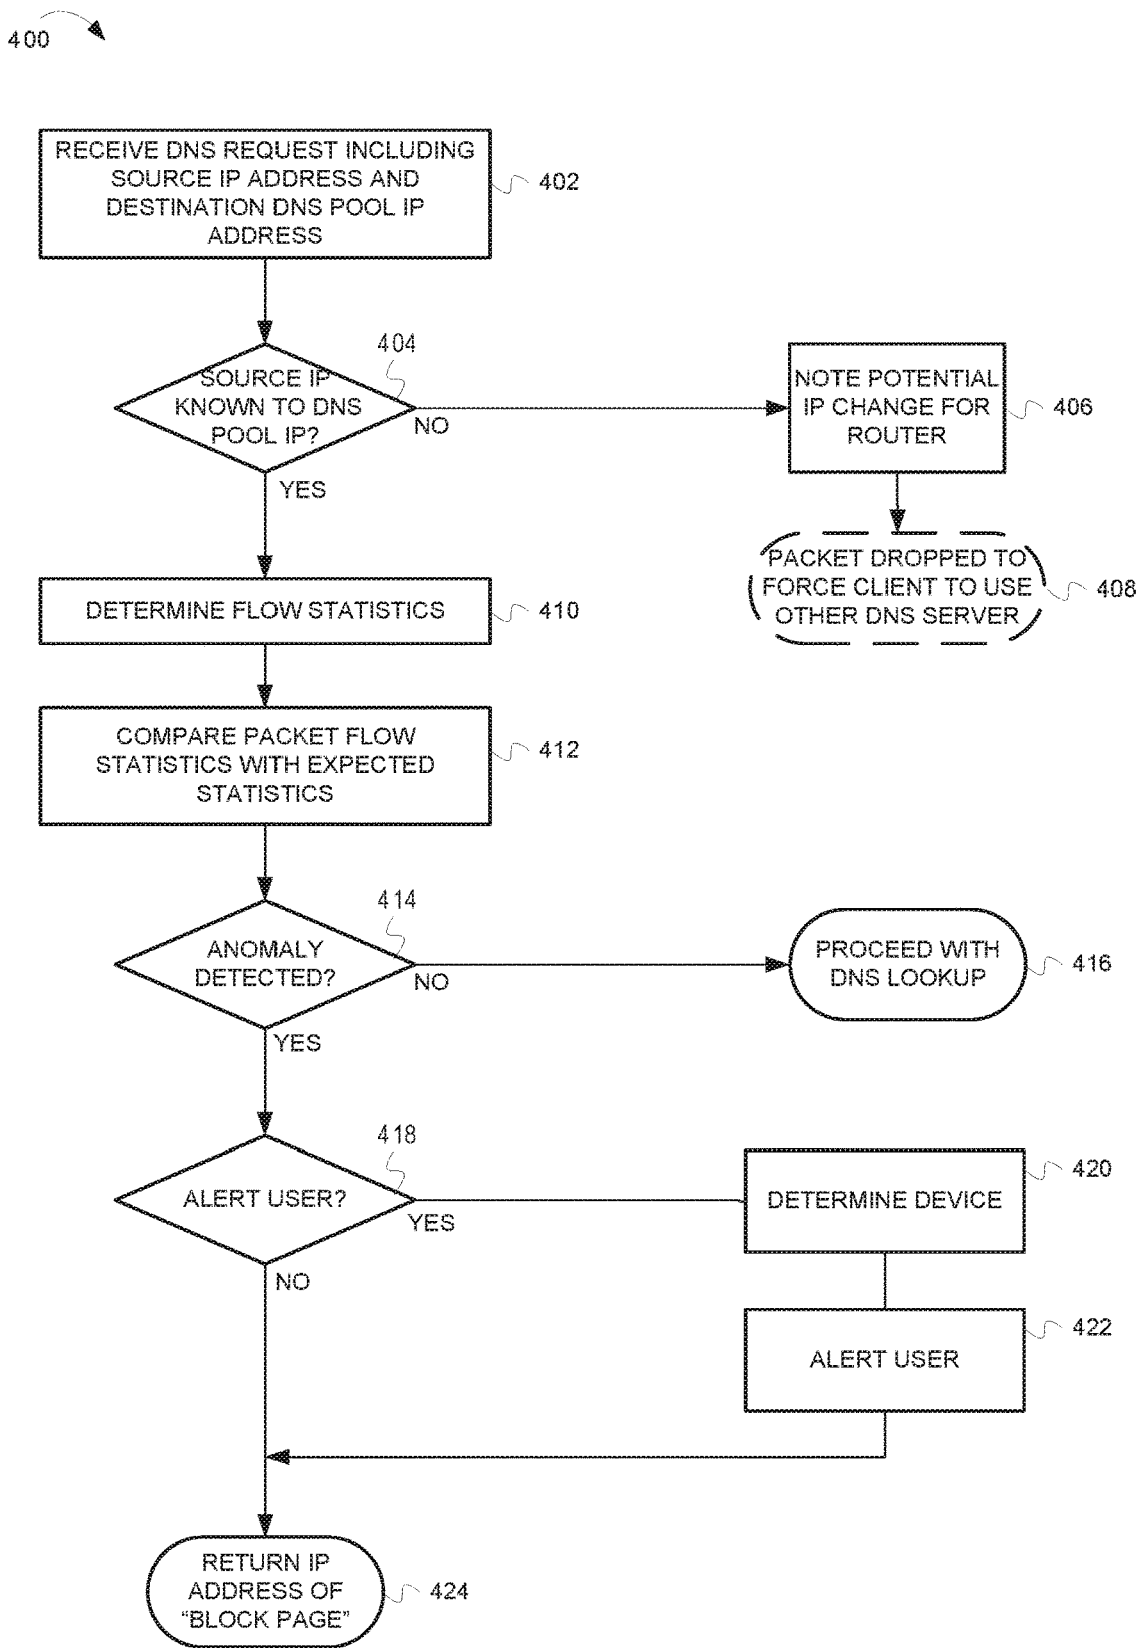 400
RECEIVE DNS REQUEST INCLUDING
SOURCE IP ADDRESS AND
DESTINATION DNS POOL IP
ADDRESS
402
404
SOURCE IP
KNOWN TO DNS
POOL IP?
NO
YES
NOTE POTENTIAL
IP CHANGE FOR
ROUTER
406
PACKET DROPPED TO
FORCE CLIENT TO USE
OTHER DNS SERVER
408
DETERMINE FLOW STATISTICS
410
COMPARE PACKET FLOW
STATISTICS WITH EXPECTED
STATISTICS
412
414
ANOMALY
DETECTED?
NO
YES
PROCEED WITH
DNS LOOKUP
416
418
ALERT USER?
YES
NO
DETERMINE DEVICE
420
ALERT USER
422
RETURN IP
ADDRESS OF
“BLOCK PAGE”
424